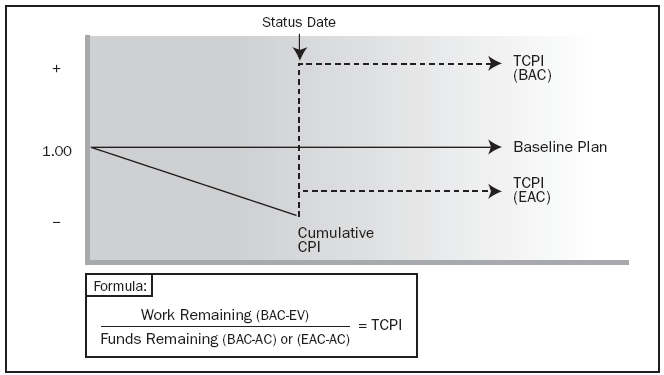 Status Date
+
TCPI
(BAC)
1.00
Baseline Plan
TCPI
(EAC)
–
Cumulative
CPI
Formula:
Work Remaining (BAC-EV)
Funds Remaining (BAC-AC) or (EAC-AC)
= TCPI